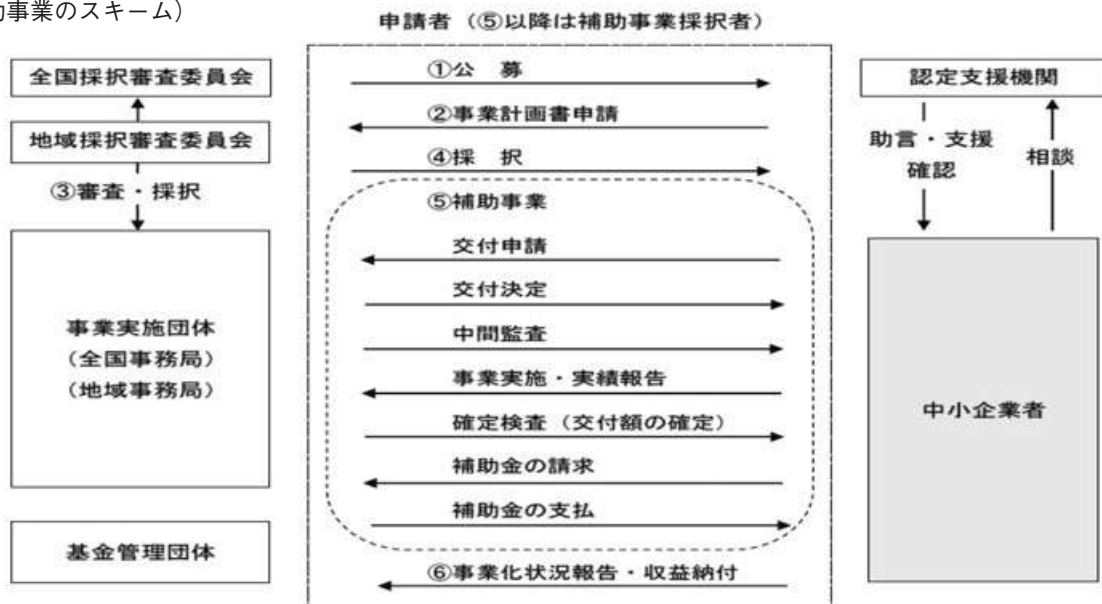 助事業のスキーム）
申請者（⑤以降は補助事業採択者）
全国採択審査委員会
地域採択審査委員会
③審査・採択
事業実施団体
（全国事務局）
（地域事務局）
基金管理団体
①公　募
②事業計画書申請
④採　択
⑤補助事業
交付申請
交付決定
中間監査
事業実施・実績報告
確定検査（交付額の確定）
補助金の請求
補助金の支払
⑥事業化状況報告・収益納付
認定支援機関
助言・支援
確認
相談
中小企業者